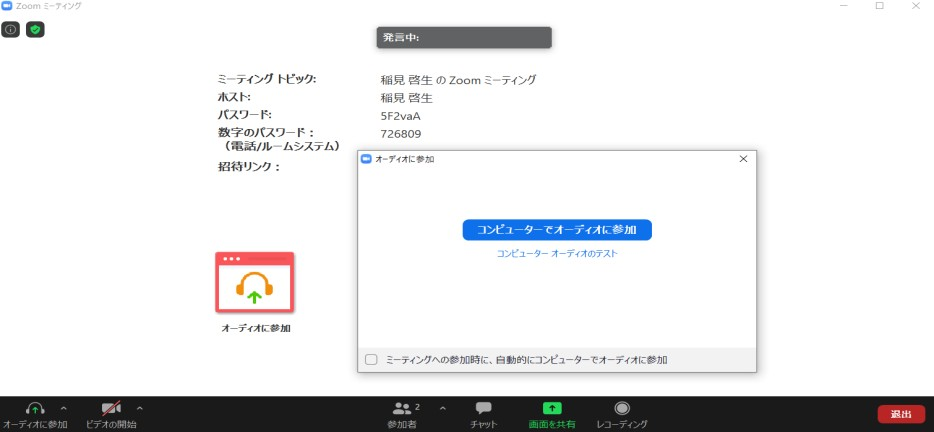 Zoom ミーティング
発言中:
ミーティング トピック: 稲見 啓生 の Zoom ミーティング
ホスト: 稲見 啓生
パスワード: 5F2vaA
数字のパスワード： 726809
（電話/ルームシステム）
招待リンク：
オーディオに参加
コンピューターでオーディオに参加
コンピューター オーディオのテスト
オーディオに参加
ミーティングへの参加時に、自動的にコンピューターでオーディオに参加
2
オーディオに参加 ビデオの開始 参加者 チャット 画面を共有 レコーディング 退出